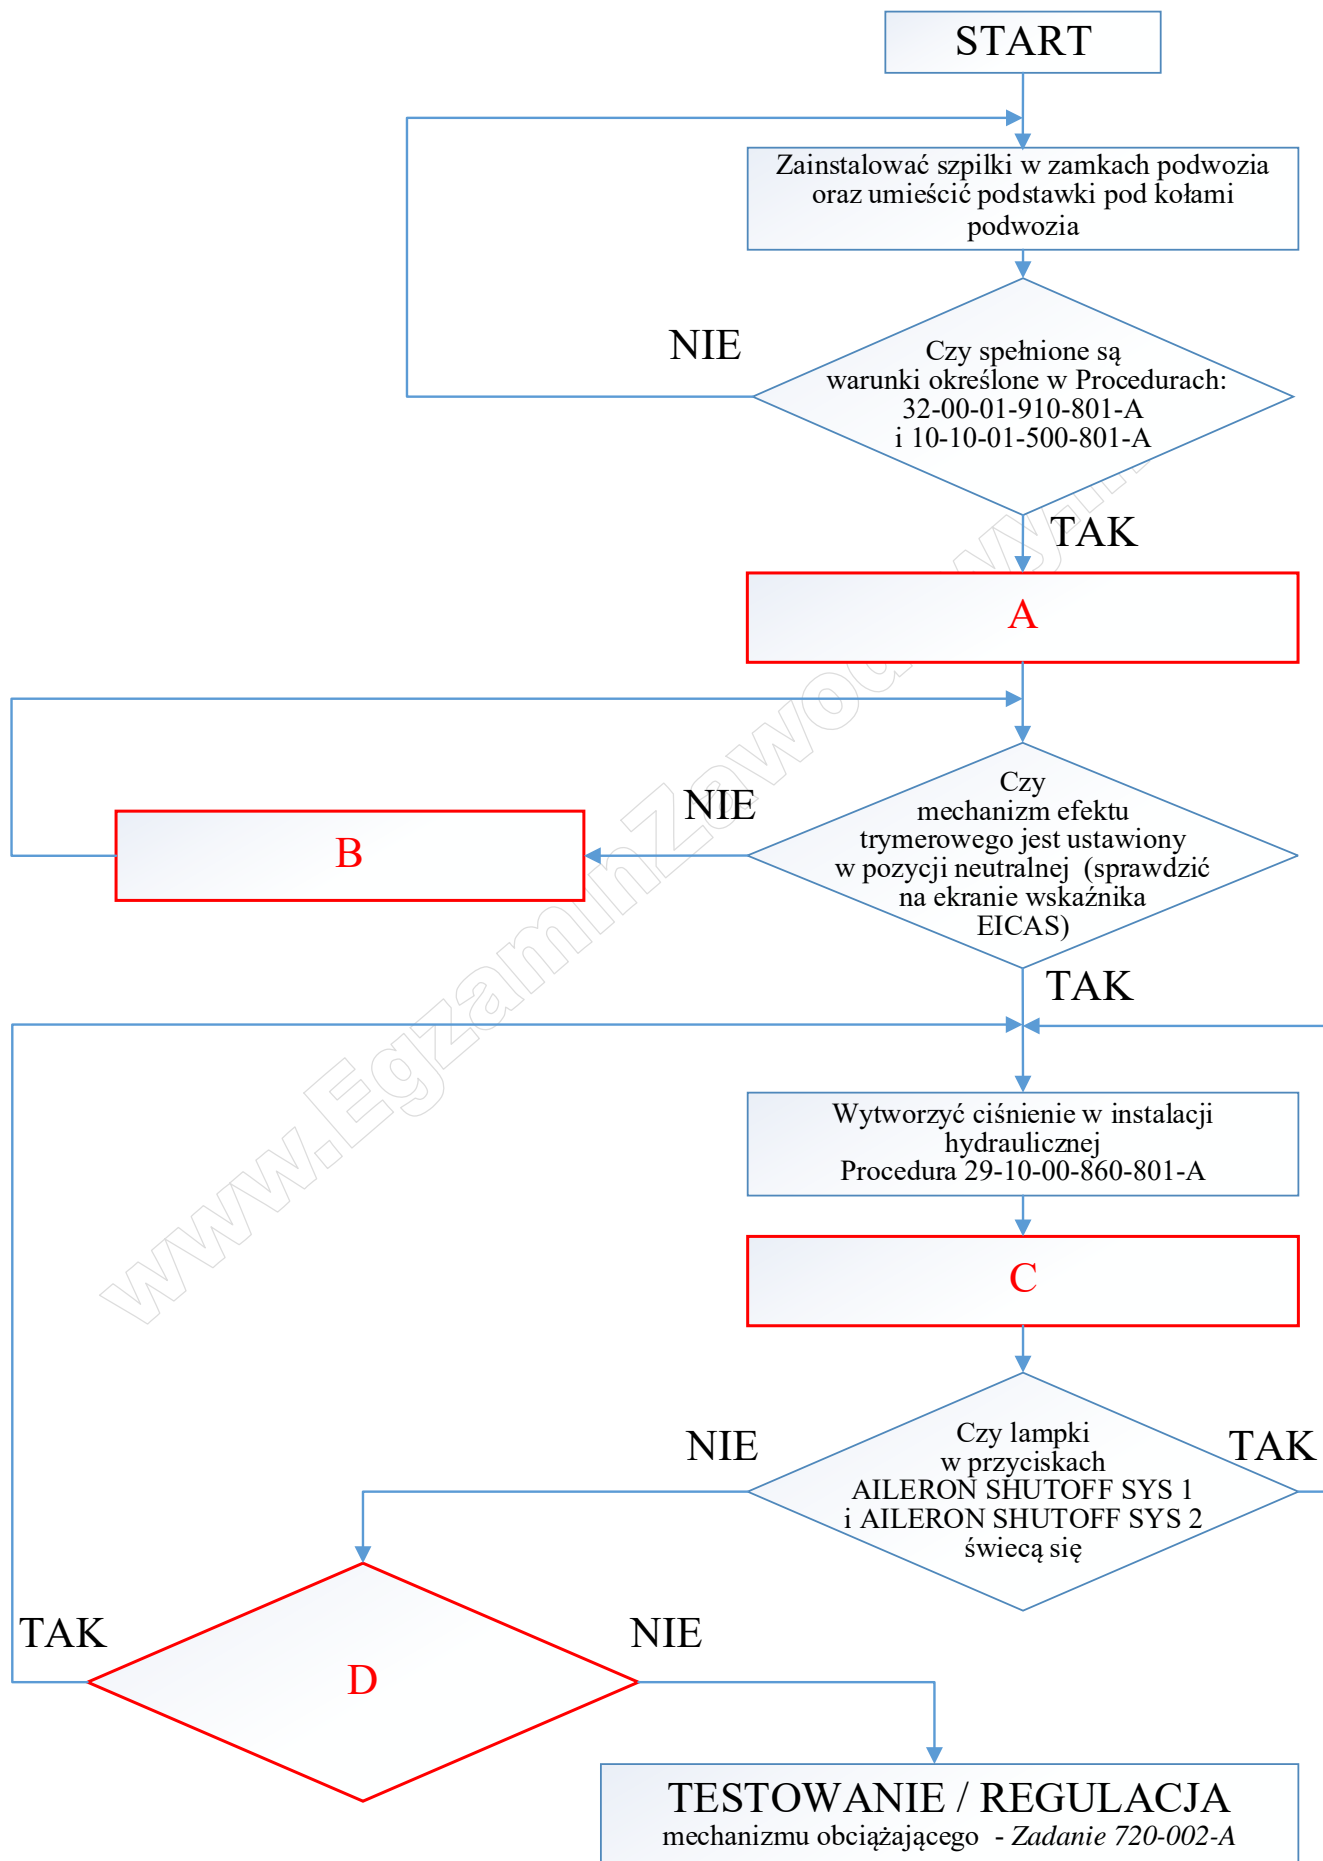 START
Zainstalować szpilki w zamkach podwozia
oraz umieścić podstawki pod kołami
podwozia
NIE
Czy spełnione są
warunki określone w Procedurach:
32-00-01-910-801-A
i 10-10-01-500-801-A
TAK
A
NIE
Czy
mechanizm efektu
trymerowego jest ustawiony
w pozycji neutralnej (sprawdzić
na ekranie wskaźnika
EICAS)
B
TAK
Wytworzyć ciśnienie w instalacji
hydraulicznej
Procedura 29-10-00-860-801-A
C
NIE
Czy lampki
w przyciskach
AILERON SHUTOFF SYS 1
i AILERON SHUTOFF SYS 2
świecą się
TAK
TAK
D
NIE
TESTOWANIE / REGULACJA
mechanizmu obciążającego - Zadanie 720-002-A